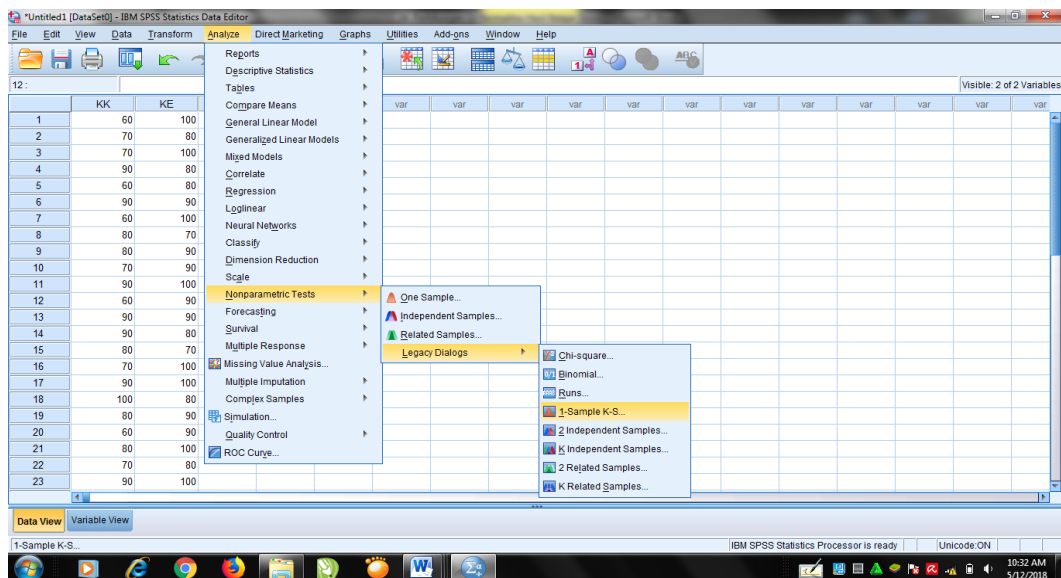 *Untitled1 [DataSet0] - IBM SPSS Statistics Data Editor
File Edit View Data Transform Analyze Direct Marketing Graphs Utilities Add-ons Window Help
12 :
Visible: 2 of 2 Variables
KK KE var var var var var var var var var var var var
1 60 100
2 70 80
3 70 100
4 90 80
5 60 80
6 90 90
7 60 100
8 80 70
9 80 90
10 70 90
11 90 100
12 60 90
13 90 90
14 90 80
15 80 70
16 70 100
17 90 100
18 100 80
19 80 90
20 60 90
21 80 100
22 70 80
23 90 100
Reports
Descriptive Statistics
Tables
Compare Means
General Linear Model
Generalized Linear Models
Mixed Models
Correlate
Regression
Loglinear
Neural Networks
Classify
Dimension Reduction
Scale
Nonparametric Tests
Forecasting
Survival
Multiple Response
Missing Value Analysis...
Multiple Imputation
Complex Samples
Simulation...
Quality Control
ROC Curve...
One Sample...
Independent Samples...
Related Samples...
Legacy Dialogs
Chi-square...
Binomial...
Runs...
1-Sample K-S...
2 Independent Samples...
K Independent Samples...
2 Related Samples...
K Related Samples...
Data View Variable View
1-Sample K-S...
IBM SPSS Statistics Processor is ready
Unicode:ON
10:32 AM
5/12/2018